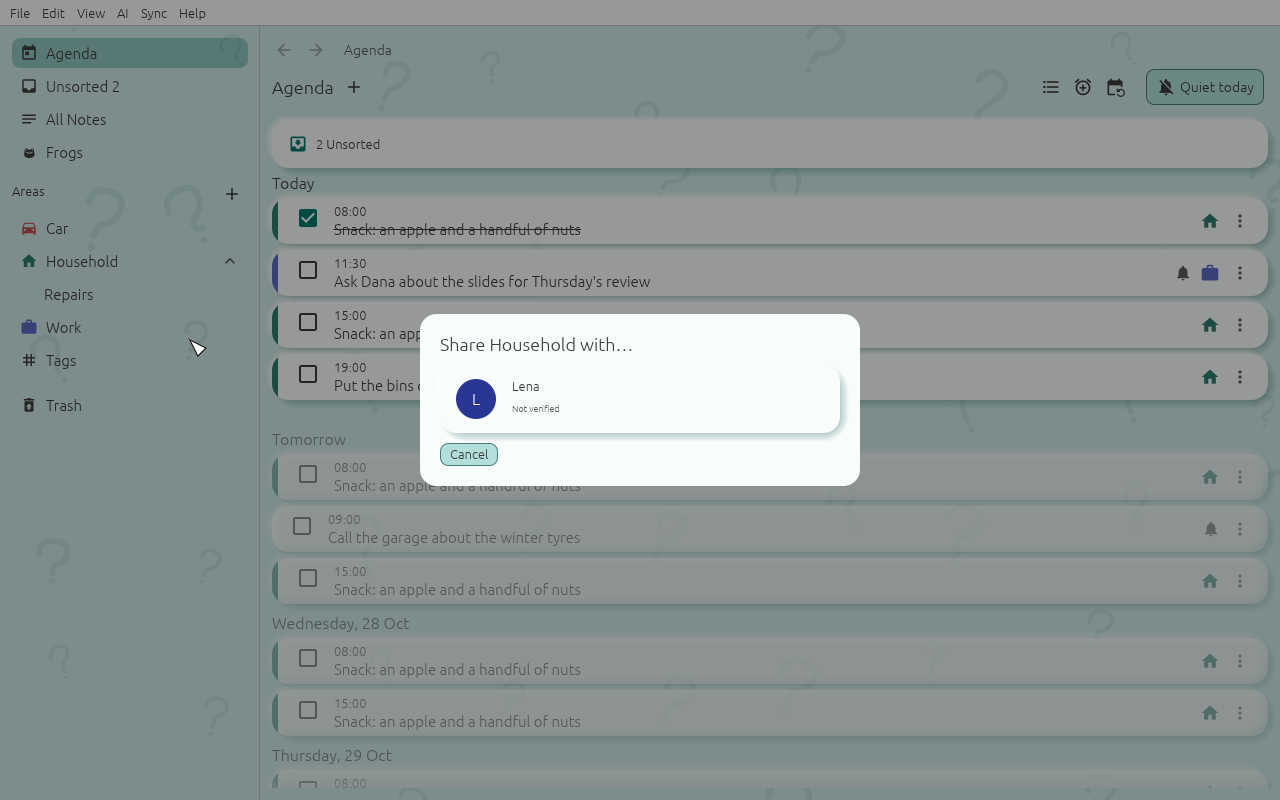 File Edit View AI Sync Help
Agenda
Unsorted 2
All Notes
Frogs
Areas
Car
Household
Repairs
Work
Tags
Trash
Agenda
Agenda
Quiet today
2 Unsorted
Today
08:00
Snack: an apple and a handful of nuts
11:30
Ask Dana about the slides for Thursday's review
15:00
Snack: an app
19:00
Put the bins
Share Household with...
L
Lena
Not verified
Cancel
Tomorrow
08:00
Snack: an apple and a handful of nuts
09:00
Call the garage about the winter tyres
15:00
Snack: an apple and a handful of nuts
Wednesday, 28 Oct
08:00
Snack: an apple and a handful of nuts
15:00
Snack: an apple and a handful of nuts
Thursday, 29 Oct
08:00